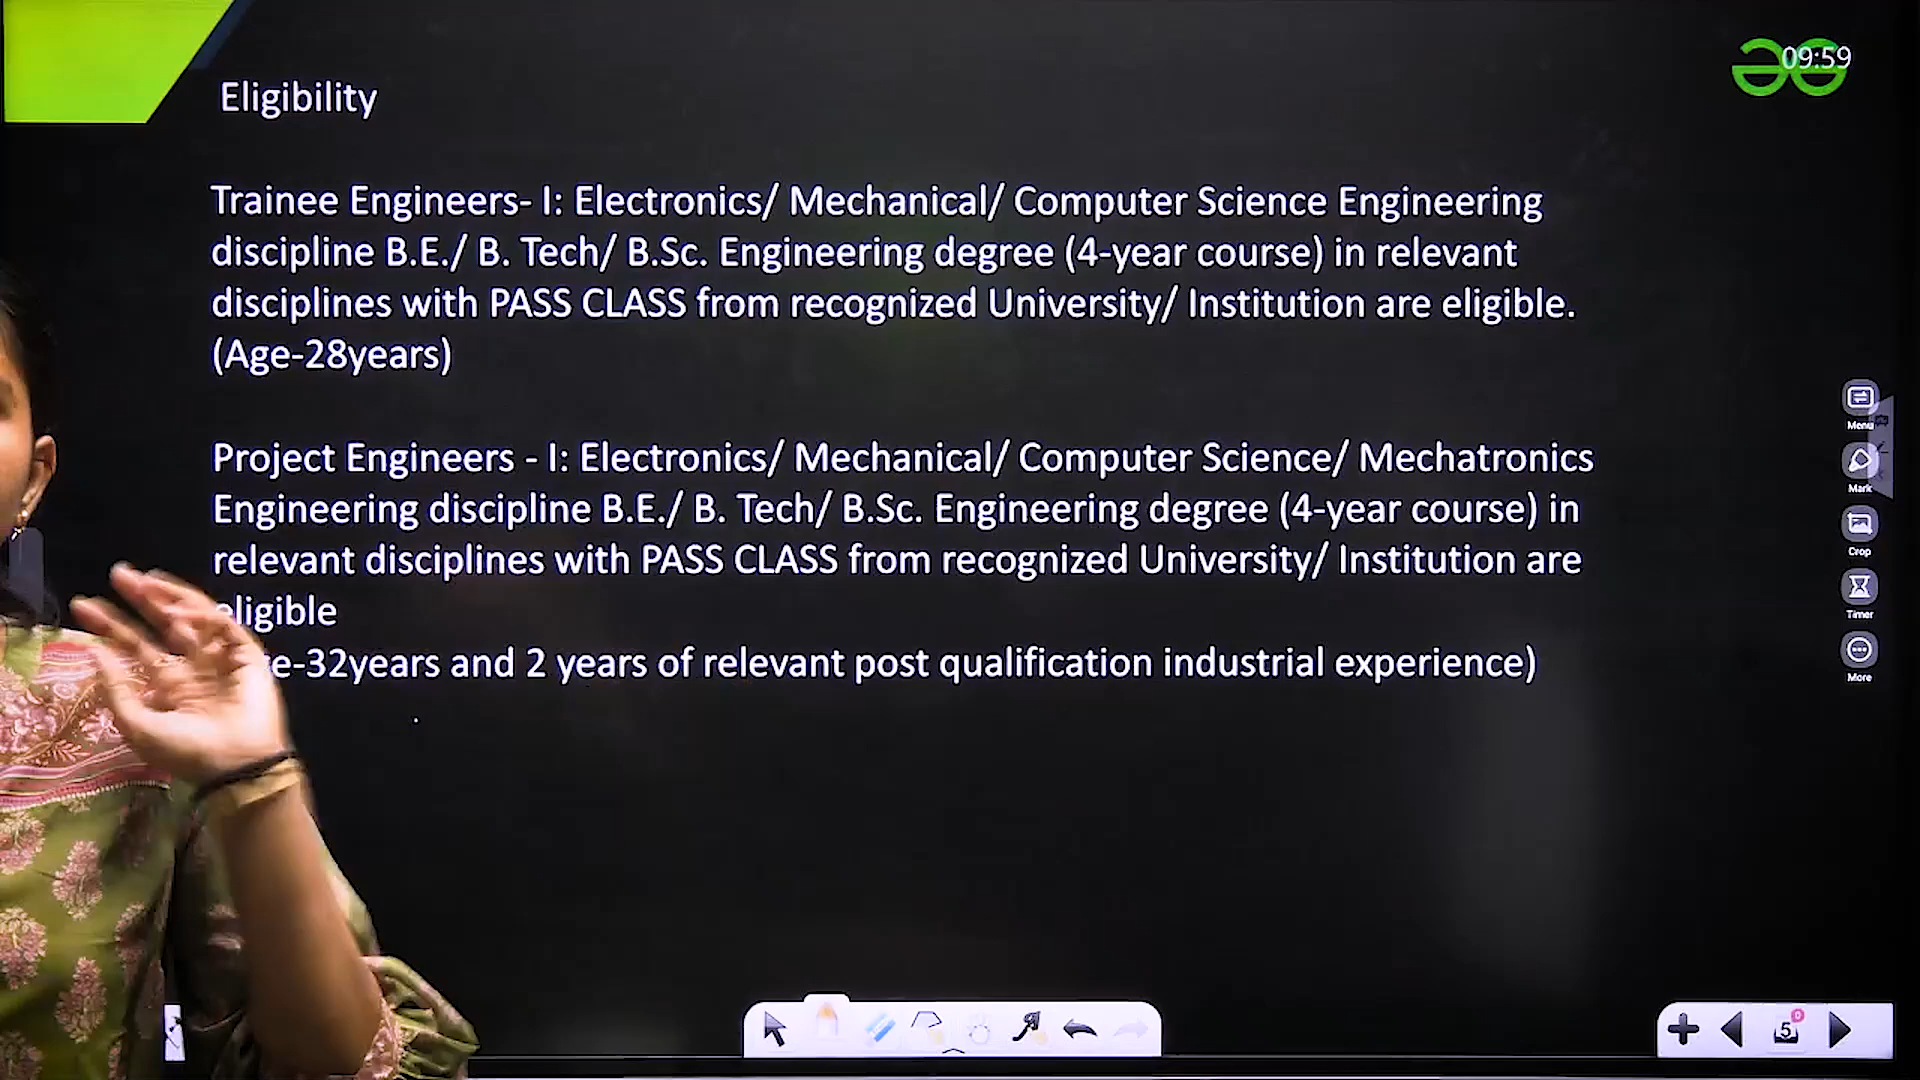 09:59
Eligibility
Trainee Engineers- I: Electronics/ Mechanical/ Computer Science Engineering
discipline B.E./ B. Tech/ B.Sc. Engineering degree (4-year course) in relevant
disciplines with PASS CLASS from recognized University/ Institution are eligible.
(Age-28years)
Project Engineers - I: Electronics/ Mechanical/ Computer Science/ Mechatronics
Engineering discipline B.E./ B. Tech/ B.Sc. Engineering degree (4-year course) in
relevant disciplines with PASS CLASS from recognized University/ Institution are
eligible
e-32years and 2 years of relevant post qualification industrial experience)
Menu
Mark
Crop
Timer
More
5
0